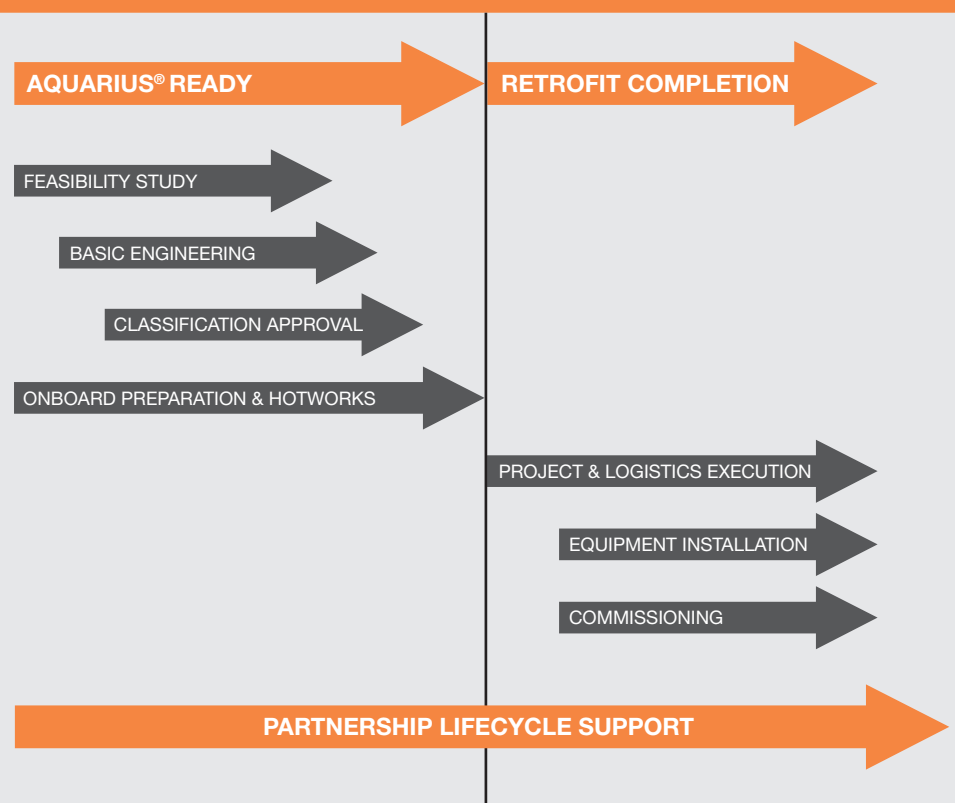 AQUARIUS® READY
RETROFIT COMPLETION
FEASIBILITY STUDY
BASIC ENGINEERING
CLASSIFICATION APPROVAL
ONBOARD PREPARATION & HOTWORKS
PROJECT & LOGISTICS EXECUTION
EQUIPMENT INSTALLATION
COMMISSIONING
PARTNERSHIP LIFECYCLE SUPPORT